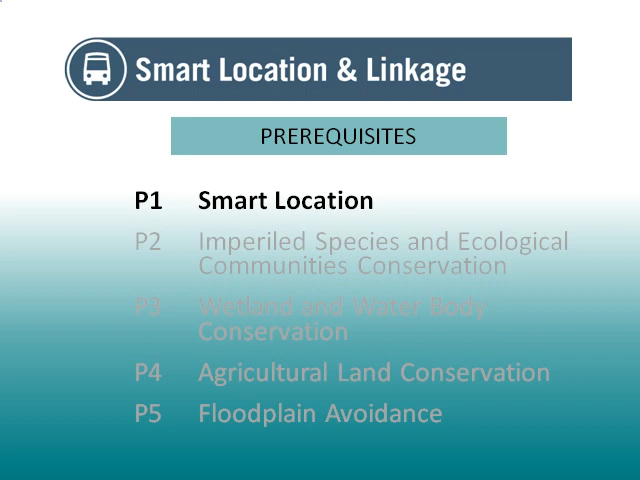 Smart Location & Linkage
PREREQUISITES
P1 Smart Location
P2 Imperiled Species and Ecological
Communities Conservation
P3 Wetland and Water Body
Conservation
P4 Agricultural Land Conservation
P5 Floodplain Avoidance